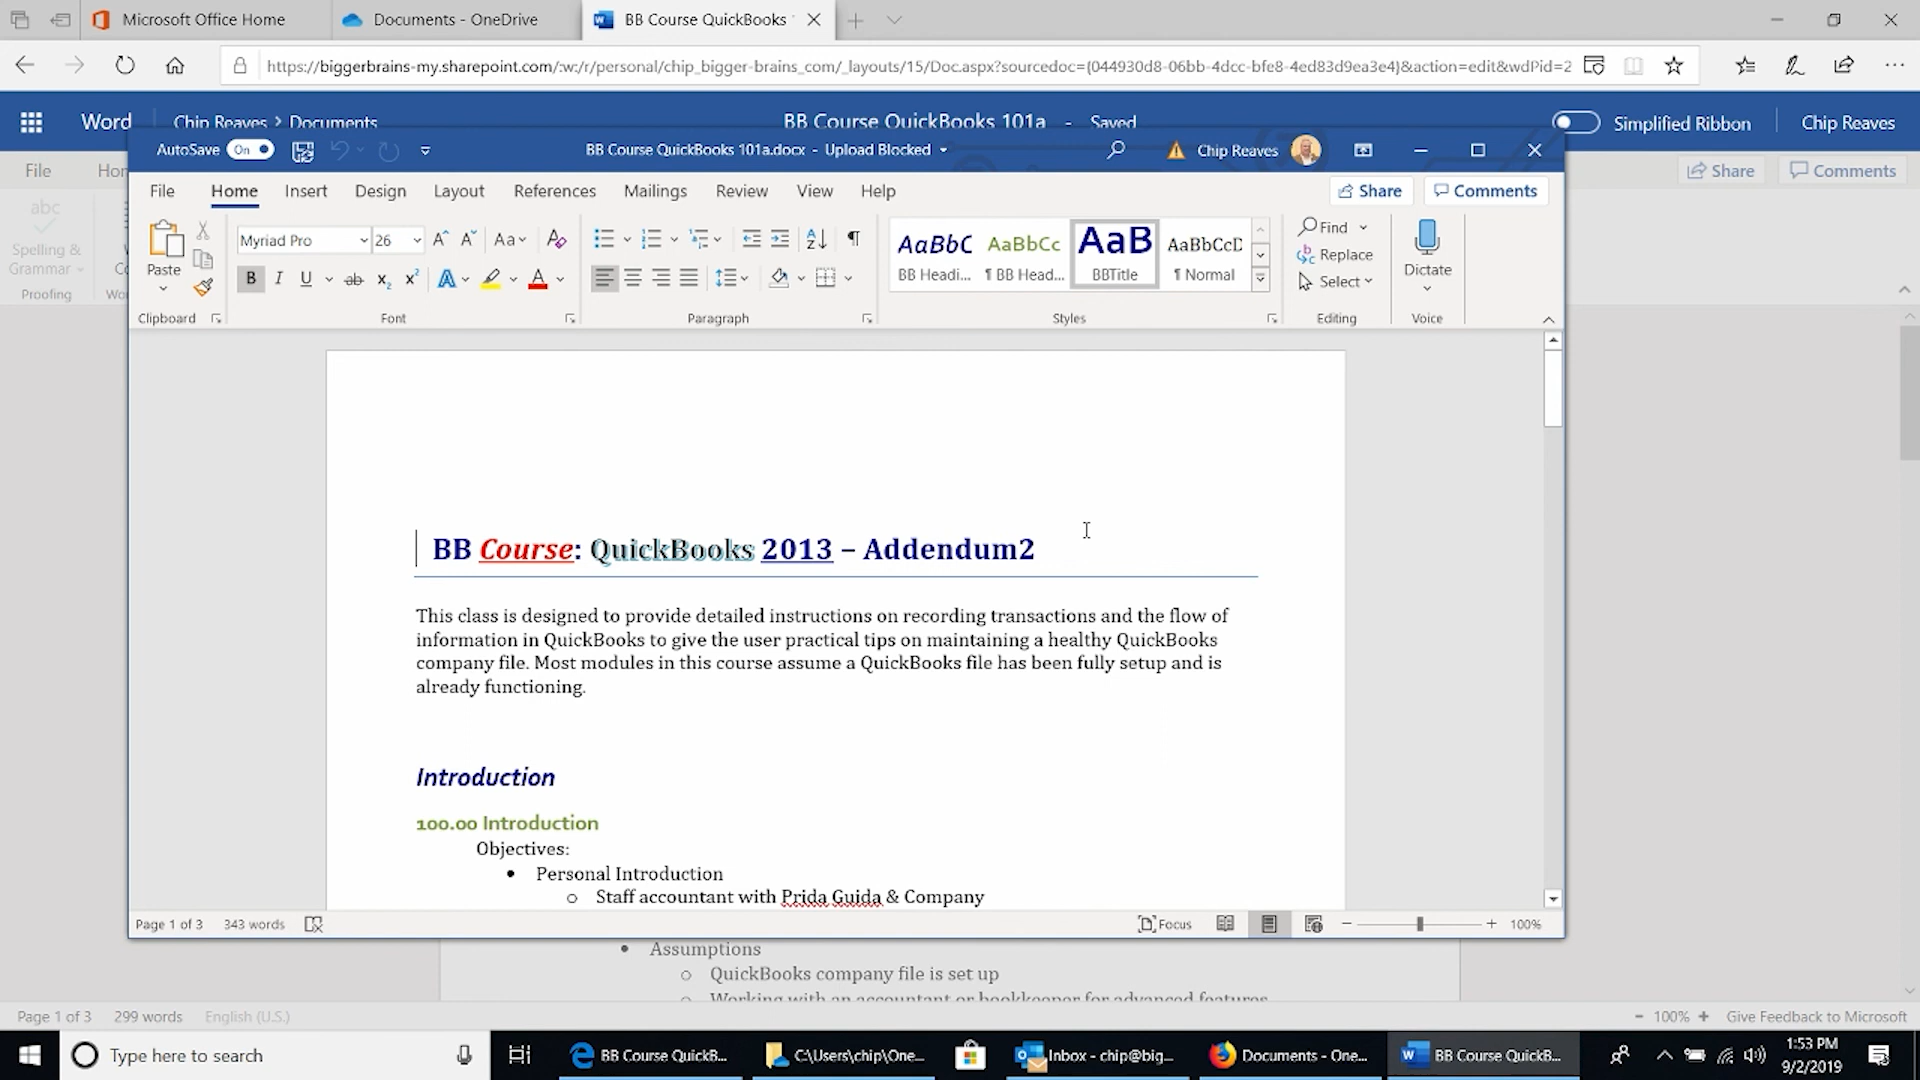 Microsoft Office Home
Documents - OneDrive
BB Course QuickBooks
https://biggerbrains-my.sharepoint.com/:w:/r/personal/chip_bigger-brains_com/_layouts/15/Doc.aspx?sourcedoc={044930d8-06bb-4dcc-bfe8-4ed83d9ea3e4}&action=edit&wdPid=2
Word Chip Reaves > Documents BB Course QuickBooks 101a - Saved Simplified Ribbon Chip Reaves
AutoSave On BB Course QuickBooks 101a.docx - Upload Blocked Chip Reaves
File Share Comments
File Home Insert Design Layout References Mailings Review View Help Share Comments
abc
Spelling &
Grammar
Proofing
Paste
Myriad Pro 26
Clipboard Font Paragraph Styles Editing Voice
AaBbC AaBbCc AaB AaBbCcD
BB Headi... ¶ BB Head... BBTitle ¶ Normal
Find
Replace
Select
Dictate
BB Course: QuickBooks 2013 – Addendum2
This class is designed to provide detailed instructions on recording transactions and the flow of
information in QuickBooks to give the user practical tips on maintaining a healthy QuickBooks
company file. Most modules in this course assume a QuickBooks file has been fully setup and is
already functioning.
Introduction
100.00 Introduction
Objectives:
• Personal Introduction
o Staff accountant with Prida Guida & Company
Page 1 of 3 343 words Focus 100%
• Assumptions
o QuickBooks company file is set up
o Working with an accountant or bookkeeper for advanced features
Page 1 of 3 299 words English (U.S.) 100% Give Feedback to Microsoft
Type here to search
BB Course QuickB...
C:\Users\chip\One...
Inbox - chip@big...
Documents - One...
BB Course QuickB...
1:53 PM
9/2/2019